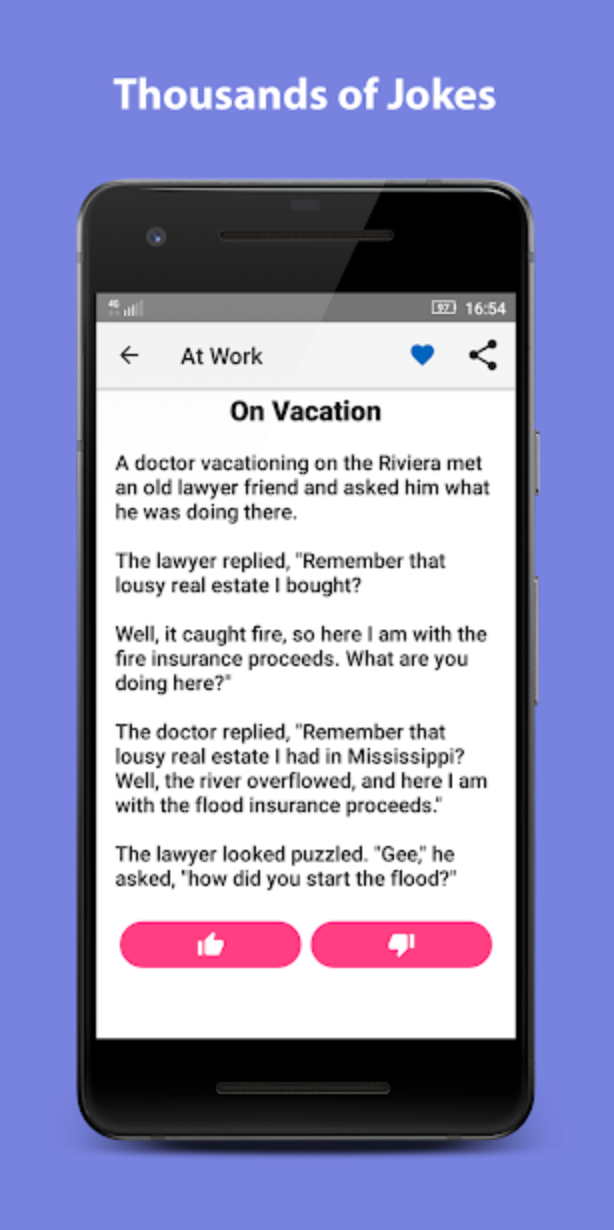 Thousands of Jokes
4G
97
16:54
At Work
On Vacation
A doctor vacationing on the Riviera met
an old lawyer friend and asked him what
he was doing there.
The lawyer replied, "Remember that
lousy real estate I bought?
Well, it caught fire, so here I am with the
fire insurance proceeds. What are you
doing here?"
The doctor replied, "Remember that
lousy real estate I had in Mississippi?
Well, the river overflowed, and here I am
with the flood insurance proceeds."
The lawyer looked puzzled. "Gee," he
asked, "how did you start the flood?"